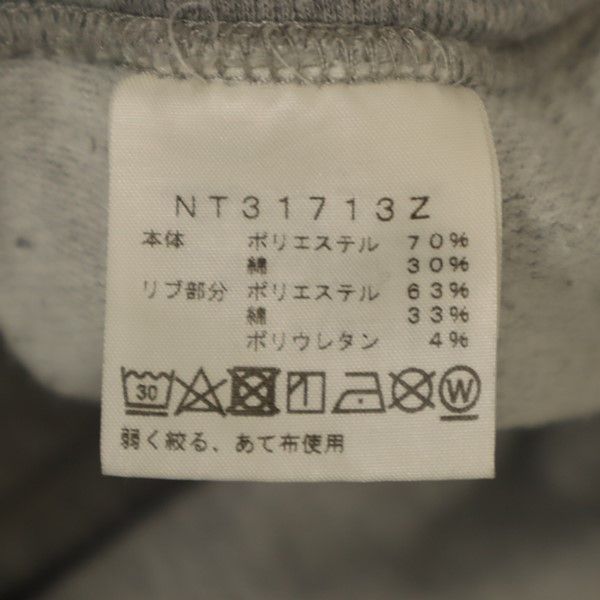 NT31713Z
本体 ポリエステル 70%
綿 30%
リブ部分 ポリエステル 63%
綿 33%
ポリウレタン 4%
30 W
弱く絞る、あて布使用